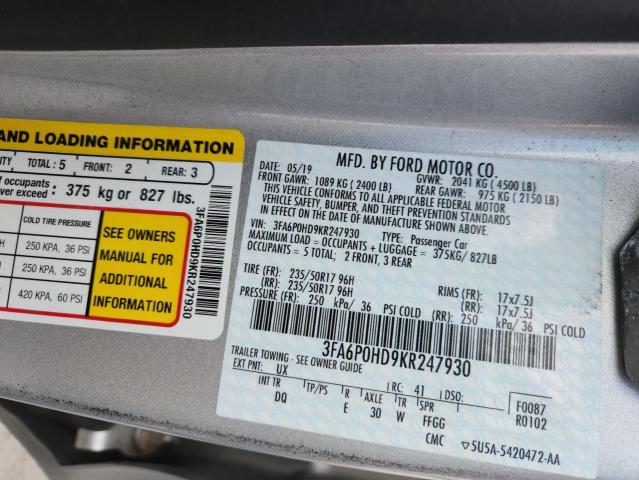 AND LOADING INFORMATION
ITY TOTAL: 5 FRONT: 2 REAR: 3
of occupants
ver exceed : 375 kg or 827 lbs.
COLD TIRE PRESSURE
H 250 KPA, 36 PSI
250 KPA, 36 PSI
420 KPA, 60 PSI
SEE OWNERS
MANUAL FOR
ADDITIONAL
INFORMATION
3FA6P0HD9KR247930
MFD. BY FORD MOTOR CO.
DATE: 05/19 GVWR: 2041 KG ( 4500 LB)
FRONT GAWR: 1089 KG ( 2400 LB) REAR GAWR: 975 KG ( 2150 LB)
THIS VEHICLE CONFORMS TO ALL APPLICABLE FEDERAL MOTOR
VEHICLE SAFETY, BUMPER, AND THEFT PREVENTION STANDARDS
IN EFFECT ON THE DATE OF MANUFACTURE SHOWN ABOVE.
VIN: 3FA6P0HD9KR247930 TYPE: Passenger Car
MAXIMUM LOAD = OCCUPANTS + LUGGAGE = 375KG/ 827LB
OCCUPANTS = 5 TOTAL; 2 FRONT, 3 REAR
TIRE (FR): 235/50R17 96H RIMS (FR): 17x7.5J
(RR): 235/50R17 96H (RR): 17x7.5J
PRESSURE (FR): 250 kPa/ 36 PSI COLD (RR): 250 kPa/ 36 PSI COLD
3FA6P0HD9KR247930
TRAILER TOWING - SEE OWNER GUIDE
EXT PNT: UX RC: 41 DSO: F0087
R0102
INT TR TP/PS R AXLE TR SPR
DQ E 30 W FFGG
CMC 5U5A-5420472-AA